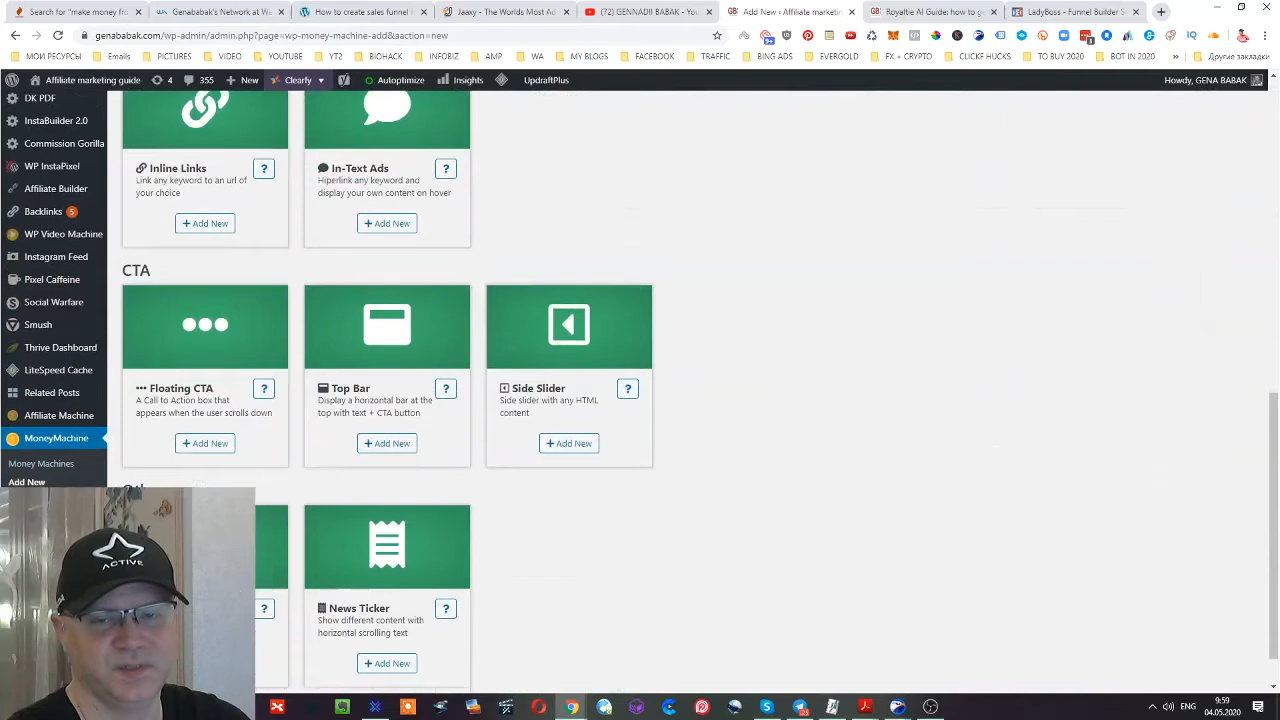 Search for "make money fro
Genababak's Network at We
How to create sales funnel H
Jaaxy - The Worlds Most Ad
(72) GENNADII BABAK - You
Add New ‹ Affiliate marketin
Royaltie AI Guide: how to ge
LadyBoss - Funnel Builder Se
genababak.com/wp-admin/admin.php?page=wp-money-machine-add&aaction=new
МОИ РЕСУРСЫ
Emails
PICTURES
VIDEO
YOUTUBE
YT2
BIOHACK
INFOBIZ
AMP
WA
MY BLOGS
FACEBOOK
TRAFFIC
BING ADS
EVERGOLD
FX + CRYPTO
CLICKF HUCKS
TO BUY 2020
BOT IN 2020
»
Другие закладки
Affiliate marketing guide
4
355
+ New
Clearfy
Autoptimize
Insights
UpdraftPlus
Howdy, GENA BABAK
DK PDF
InstaBuilder 2.0
Commission Gorilla
WP InstaPixel
Affiliate Builder
Backlinks 5
WP Video Machine
Instagram Feed
Pixel Caffeine
Social Warfare
Smush
Thrive Dashboard
LiteSpeed Cache
Related Posts
Affiliate Machine
MoneyMachine
Money Machines
Add New
Inline Links
?
Link any keyword to an url of
your choice
+ Add New
In-Text Ads
?
Hiperlink any keyword and
display your own content on hover
+ Add New
CTA
Floating CTA
?
A Call to Action box that
appears when the user scrolls down
+ Add New
Top Bar
?
Display a horizontal bar at the
top with text + CTA button
+ Add New
Side Slider
?
Side slider with any HTML
content
+ Add New
?
News Ticker
?
Show different content with
horizontal scrolling text
+ Add New
ACTIVE
ENG
9:59
04.05.2020